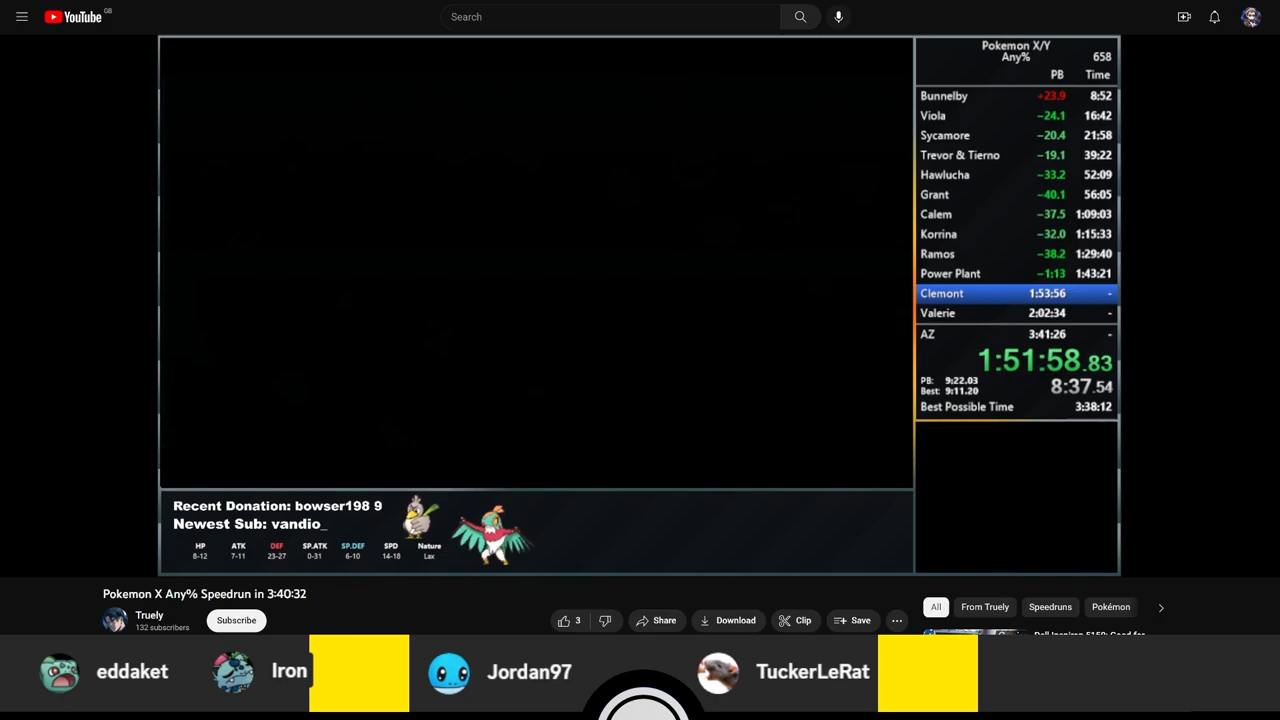 YouTube GB
Search
Pokemon X/Y
Any% 658
PB Time
Bunnelby +23.9 8:52
Viola −24.1 16:42
Sycamore −20.4 21:58
Trevor & Tierno −19.1 39:22
Hawlucha −33.2 52:09
Grant −40.1 56:05
Calem −37.5 1:09:03
Korrina −32.0 1:15:33
Ramos −38.2 1:29:40
Power Plant −1:13 1:43:21
Clemont 1:53:56 -
Valerie 2:02:34 -
AZ 3:41:26 -
1:51:58.83
PB: 9:22.03
Best: 9:11.20
8:37.54
Best Possible Time 3:38:12
Recent Donation: bowser198 9
Newest Sub: vandio_
HP ATK DEF SP.ATK SP.DEF SPD Nature
8-12 7-11 23-27 0-31 6-10 14-18 Lax
Pokemon X Any% Speedrun in 3:40:32
Truely
132 subscribers
Subscribe
3
Share
Download
Clip
Save
All
From Truely
Speedruns
Pokémon
eddaket
Iron
Jordan97
TuckerLeRat